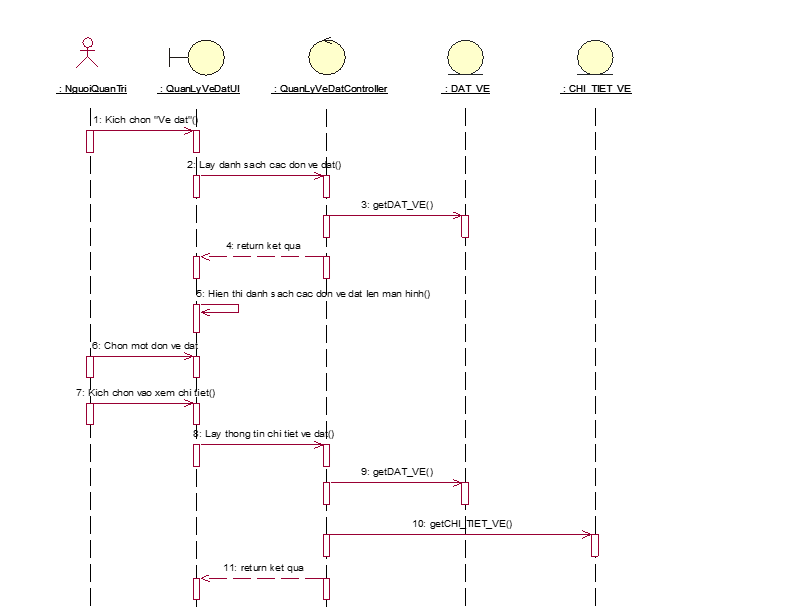 : NguoiQuanTri
: QuanLyVeDatUI
: QuanLyVeDatController
: DAT_VE
: CHI_TIET_VE
1: Kich chon "Ve dat"()
2: Lay danh sach cac don ve dat()
3: getDAT_VE()
4: return ket qua
5: Hien thi danh sach cac don ve dat len man hinh()
6: Chon mot don ve dat
7: Kich chon vao xem chi tiet()
8: Lay thong tin chi tiet ve dat()
9: getDAT_VE()
10: getCHI_TIET_VE()
11: return ket qua